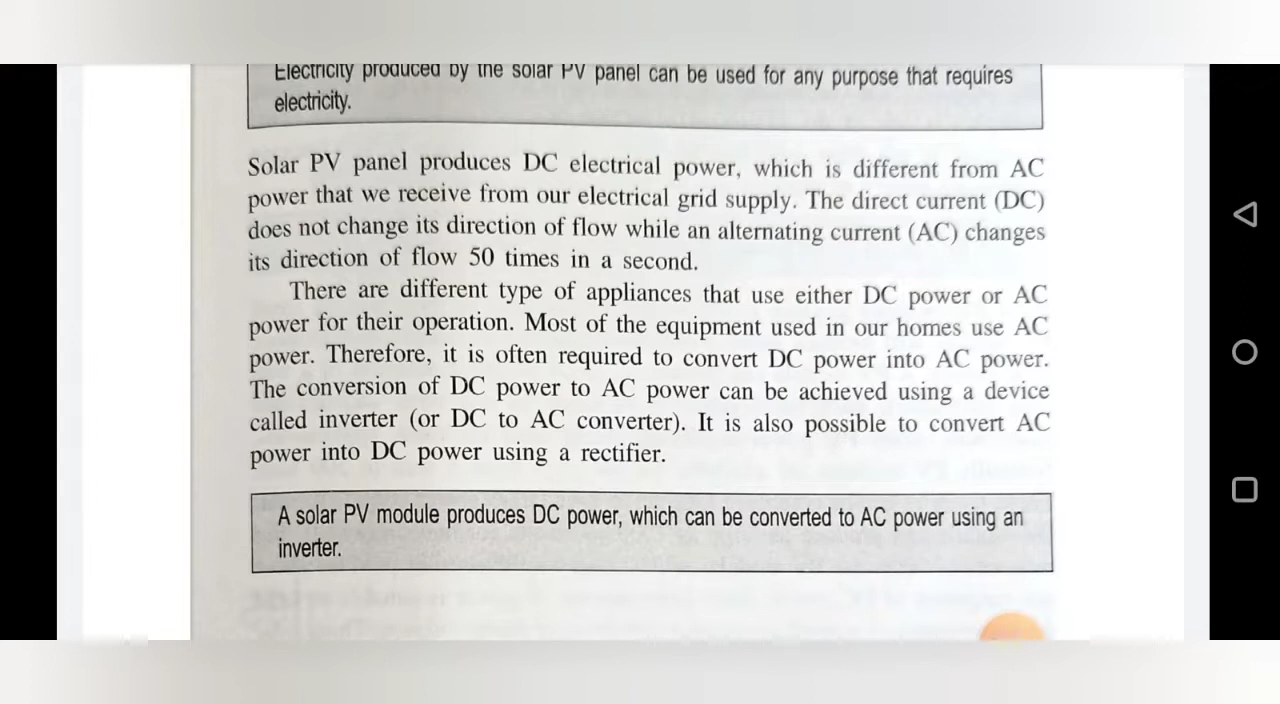 Electricity produced by the solar PV panel can be used for any purpose that requires
electricity.
Solar PV panel produces DC electrical power, which is different from AC
power that we receive from our electrical grid supply. The direct current (DC)
does not change its direction of flow while an alternating current (AC) changes
its direction of flow 50 times in a second.
There are different type of appliances that use either DC power or AC
power for their operation. Most of the equipment used in our homes use AC
power. Therefore, it is often required to convert DC power into AC power.
The conversion of DC power to AC power can be achieved using a device
called inverter (or DC to AC converter). It is also possible to convert AC
power into DC power using a rectifier.
A solar PV module produces DC power, which can be converted to AC power using an
inverter.